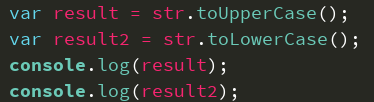 var result = str.toUpperCase();
var result2 = str.toLowerCase();
console.log(result);
console.log(result2);